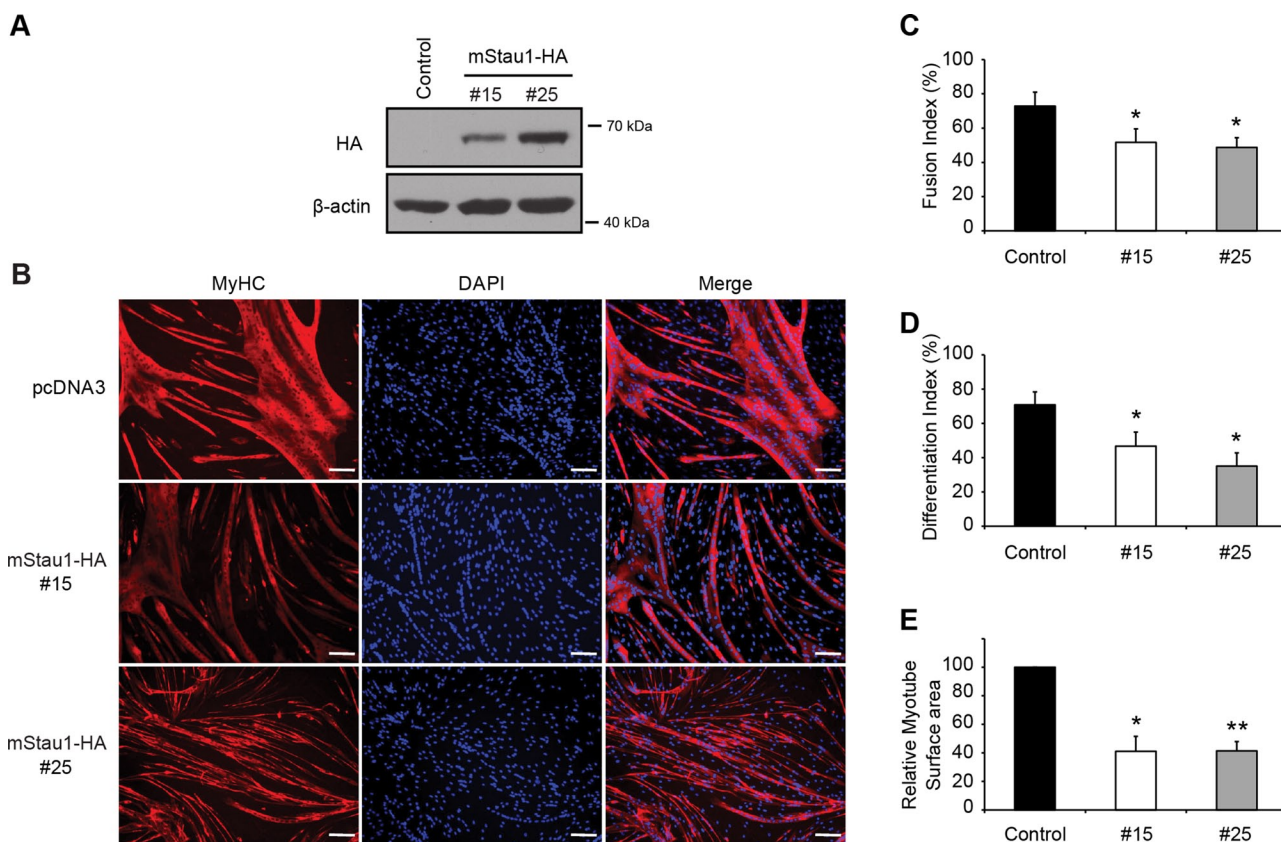 A
Control
mStau1-HA
#15 #25
HA
70 kDa
β-actin
40 kDa
B
MyHC DAPI Merge
pcDNA3
mStau1-HA
#15
mStau1-HA
#25
C
Fusion Index (%)
100
80
60
40
20
0
* *
Control #15 #25
D
Differentiation Index (%)
100
80
60
40
20
0
* *
Control #15 #25
E
Relative Myotube
Surface area
100
80
60
40
20
0
* **
Control #15 #25